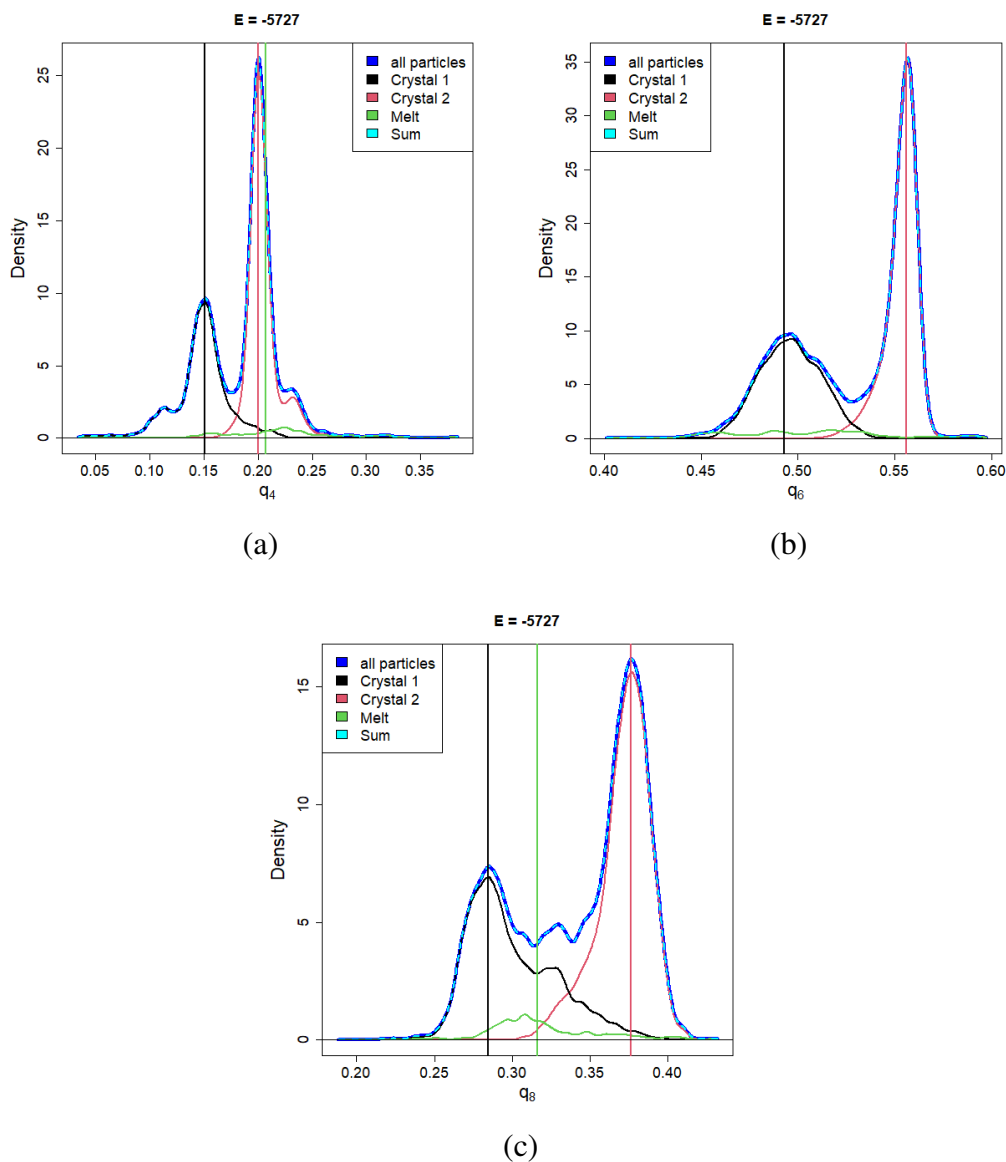 E = -5727
Density
0 5 10 15 20 25
all particles
Crystal 1
Crystal 2
Melt
Sum
0.05 0.10 0.15 0.20 0.25 0.30 0.35
q4
(a)
E = -5727
Density
0 5 10 15 20 25 30 35
all particles
Crystal 1
Crystal 2
Melt
Sum
0.40 0.45 0.50 0.55 0.60
q6
(b)
E = -5727
Density
0 5 10 15
all particles
Crystal 1
Crystal 2
Melt
Sum
0.20 0.25 0.30 0.35 0.40
q8
(c)